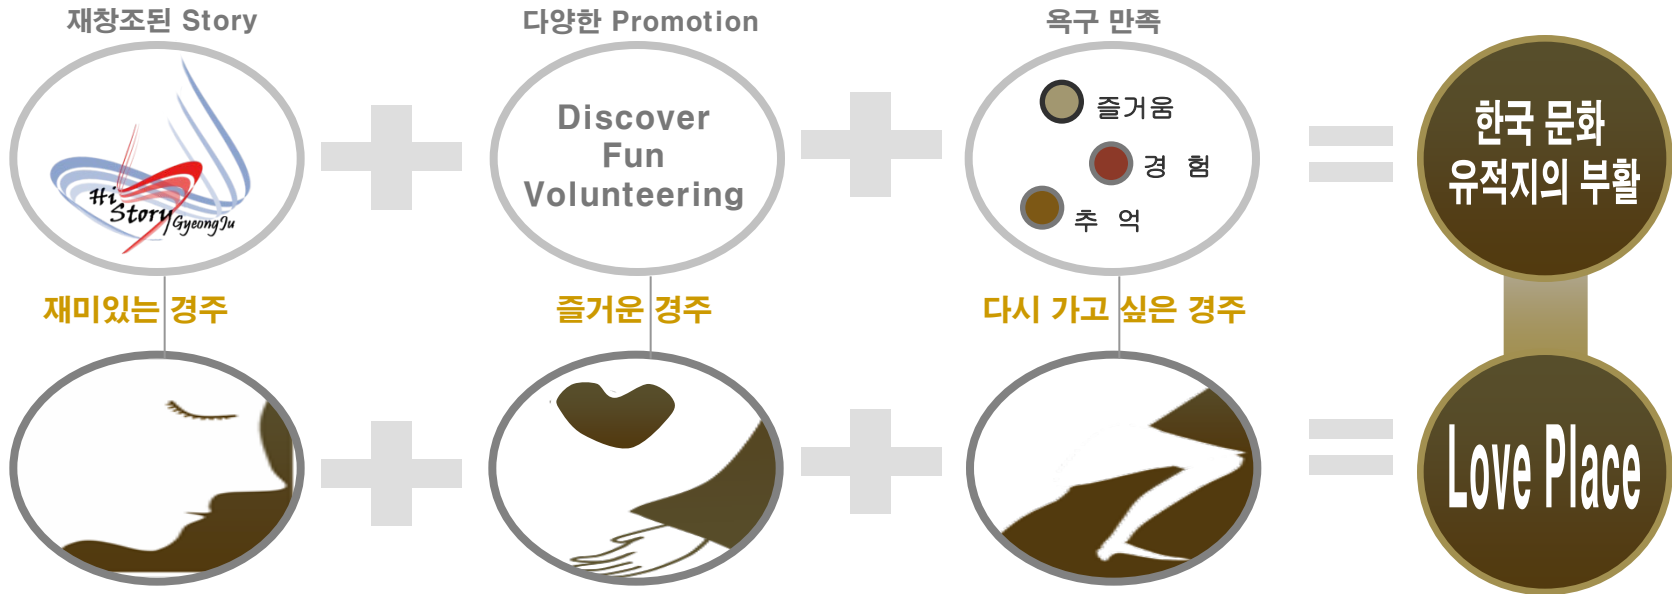 재창조된 Story
다양한 Promotion
욕구 만족
Hi
Story
GyeongJu
Discover
Fun
Volunteering
즐거움
경 험
추 억
한국 문화
유적지의 부활
재미있는 경주
즐거운 경주
다시 가고 싶은 경주
Love Place